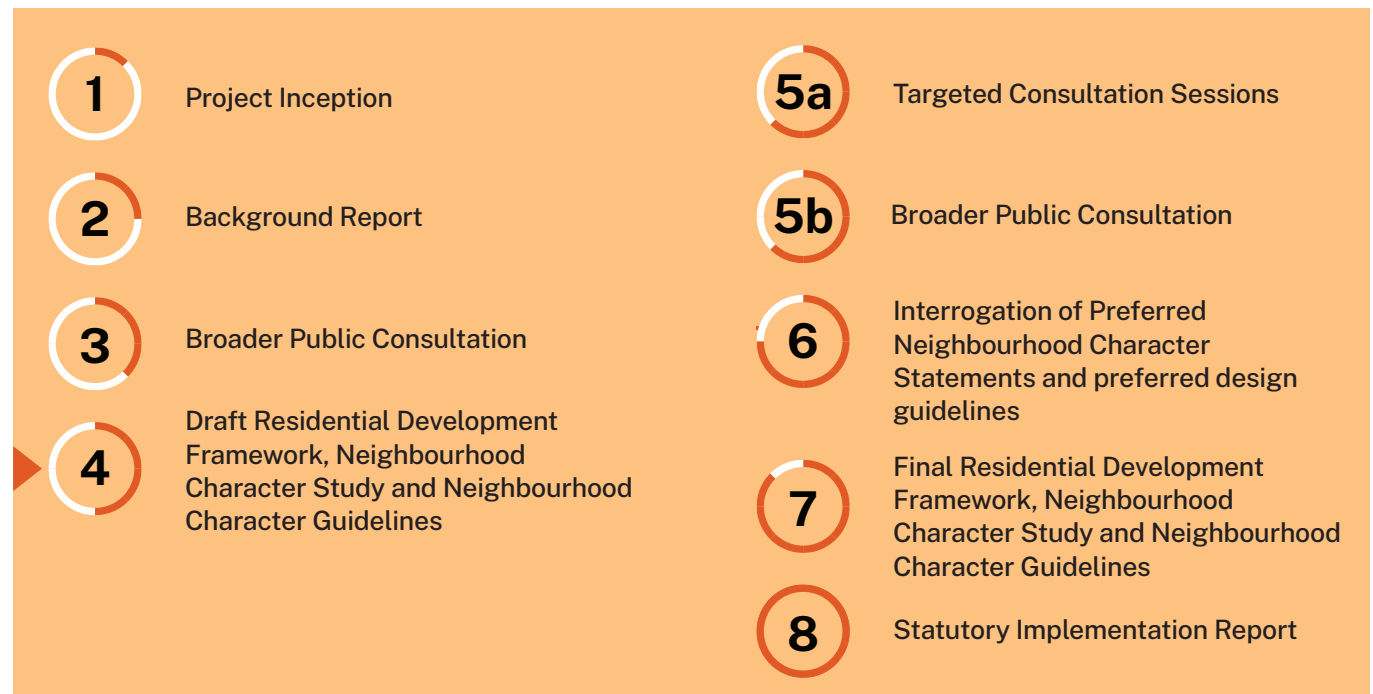 1
Project Inception
2
Background Report
3
Broader Public Consultation
4
Draft Residential Development
Framework, Neighbourhood
Character Study and Neighbourhood
Character Guidelines
5a
Targeted Consultation Sessions
5b
Broader Public Consultation
6
Interrogation of Preferred
Neighbourhood Character
Statements and preferred design
guidelines
7
Final Residential Development
Framework, Neighbourhood
Character Study and Neighbourhood
Character Guidelines
8
Statutory Implementation Report